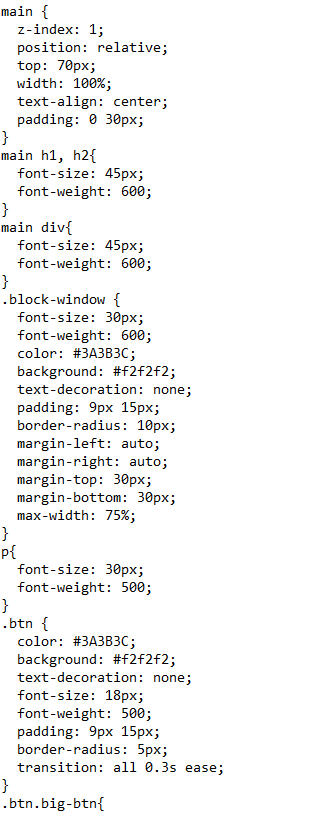 main {
  z-index: 1;
  position: relative;
  top: 70px;
  width: 100%;
  text-align: center;
  padding: 0 30px;
}
main h1, h2{
  font-size: 45px;
  font-weight: 600;
}
main div{
  font-size: 45px;
  font-weight: 600;
}
.block-window {
  font-size: 30px;
  font-weight: 600;
  color: #3A3B3C;
  background: #f2f2f2;
  text-decoration: none;
  padding: 9px 15px;
  border-radius: 10px;
  margin-left: auto;
  margin-right: auto;
  margin-top: 30px;
  margin-bottom: 30px;
  max-width: 75%;
}
p{
  font-size: 30px;
  font-weight: 500;
}
.btn {
  color: #3A3B3C;
  background: #f2f2f2;
  text-decoration: none;
  font-size: 18px;
  font-weight: 500;
  padding: 9px 15px;
  border-radius: 5px;
  transition: all 0.3s ease;
}
.btn.big-btn{